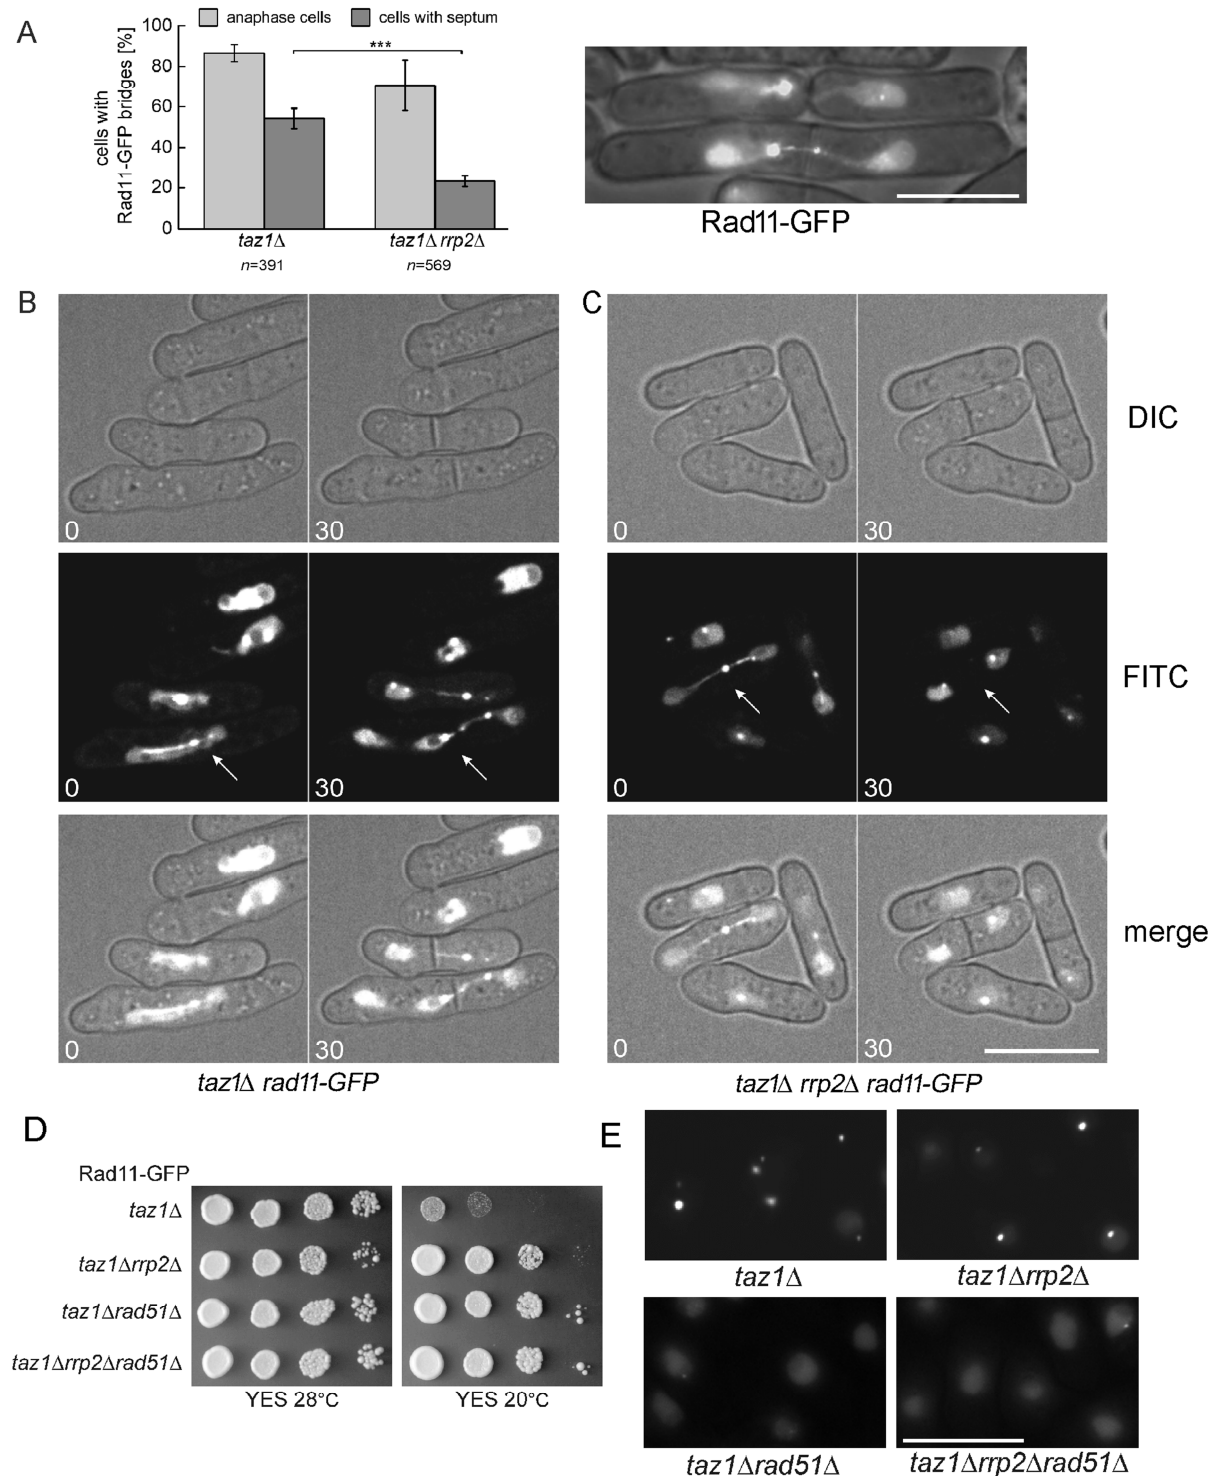 A
anaphase cells
cells with septum
cells with
Rad11-GFP bridges [%]
100
80
60
40
20
0
***
taz1Δ
taz1Δ rrp2Δ
n=391
n=569
Rad11-GFP
B
C
0
30
0
30
DIC
0
30
0
30
FITC
0
30
0
30
merge
taz1Δ rad11-GFP
taz1Δ rrp2Δ rad11-GFP
D
Rad11-GFP
taz1Δ
taz1Δrrp2Δ
taz1Δrad51Δ
taz1Δrrp2Δrad51Δ
YES 28°C
YES 20°C
E
taz1Δ
taz1Δrrp2Δ
taz1Δrad51Δ
taz1Δrrp2Δrad51Δ